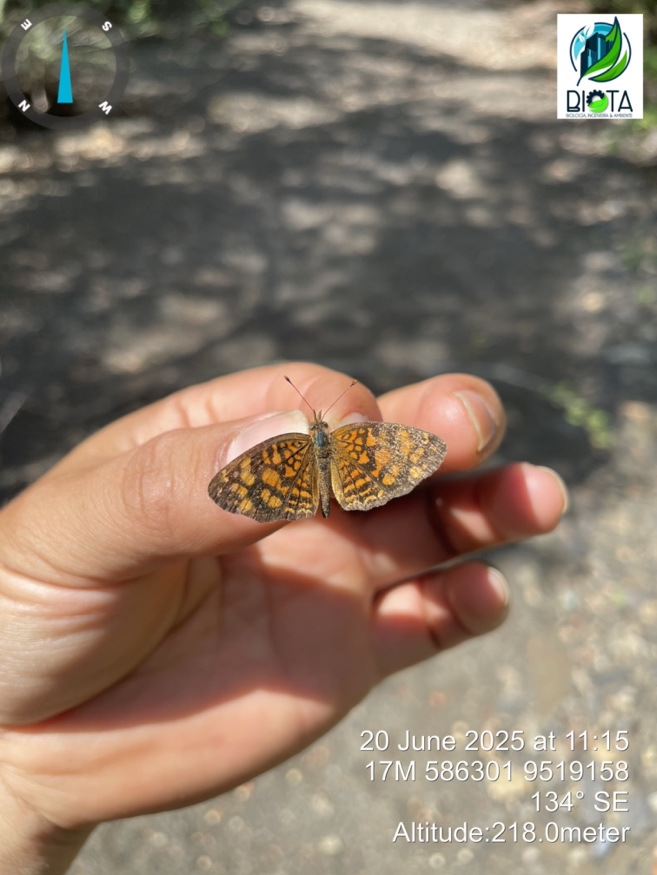 E
S
N
W
BIOTA
BIOLOGÍA, INGENIERÍA & AMBIENTE
20 June 2025 at 11:15
17M 586301 9519158
134° SE
Altitude:218.0meter